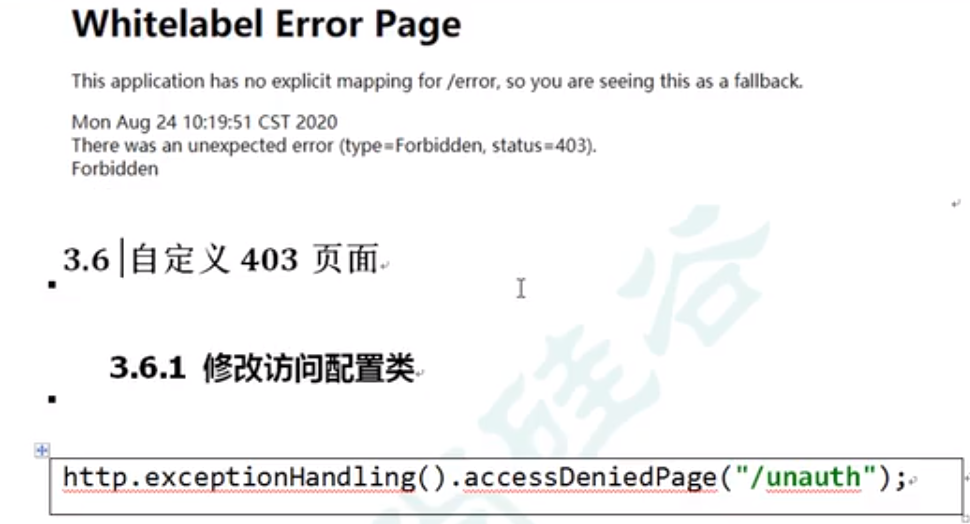 Whitelabel Error Page
This application has no explicit mapping for /error, so you are seeing this as a fallback.
Mon Aug 24 10:19:51 CST 2020
There was an unexpected error (type=Forbidden, status=403).
Forbidden
3.6 自定义 403 页面
3.6.1 修改访问配置类
http.exceptionHandling().accessDeniedPage("/unauth");
硅谷